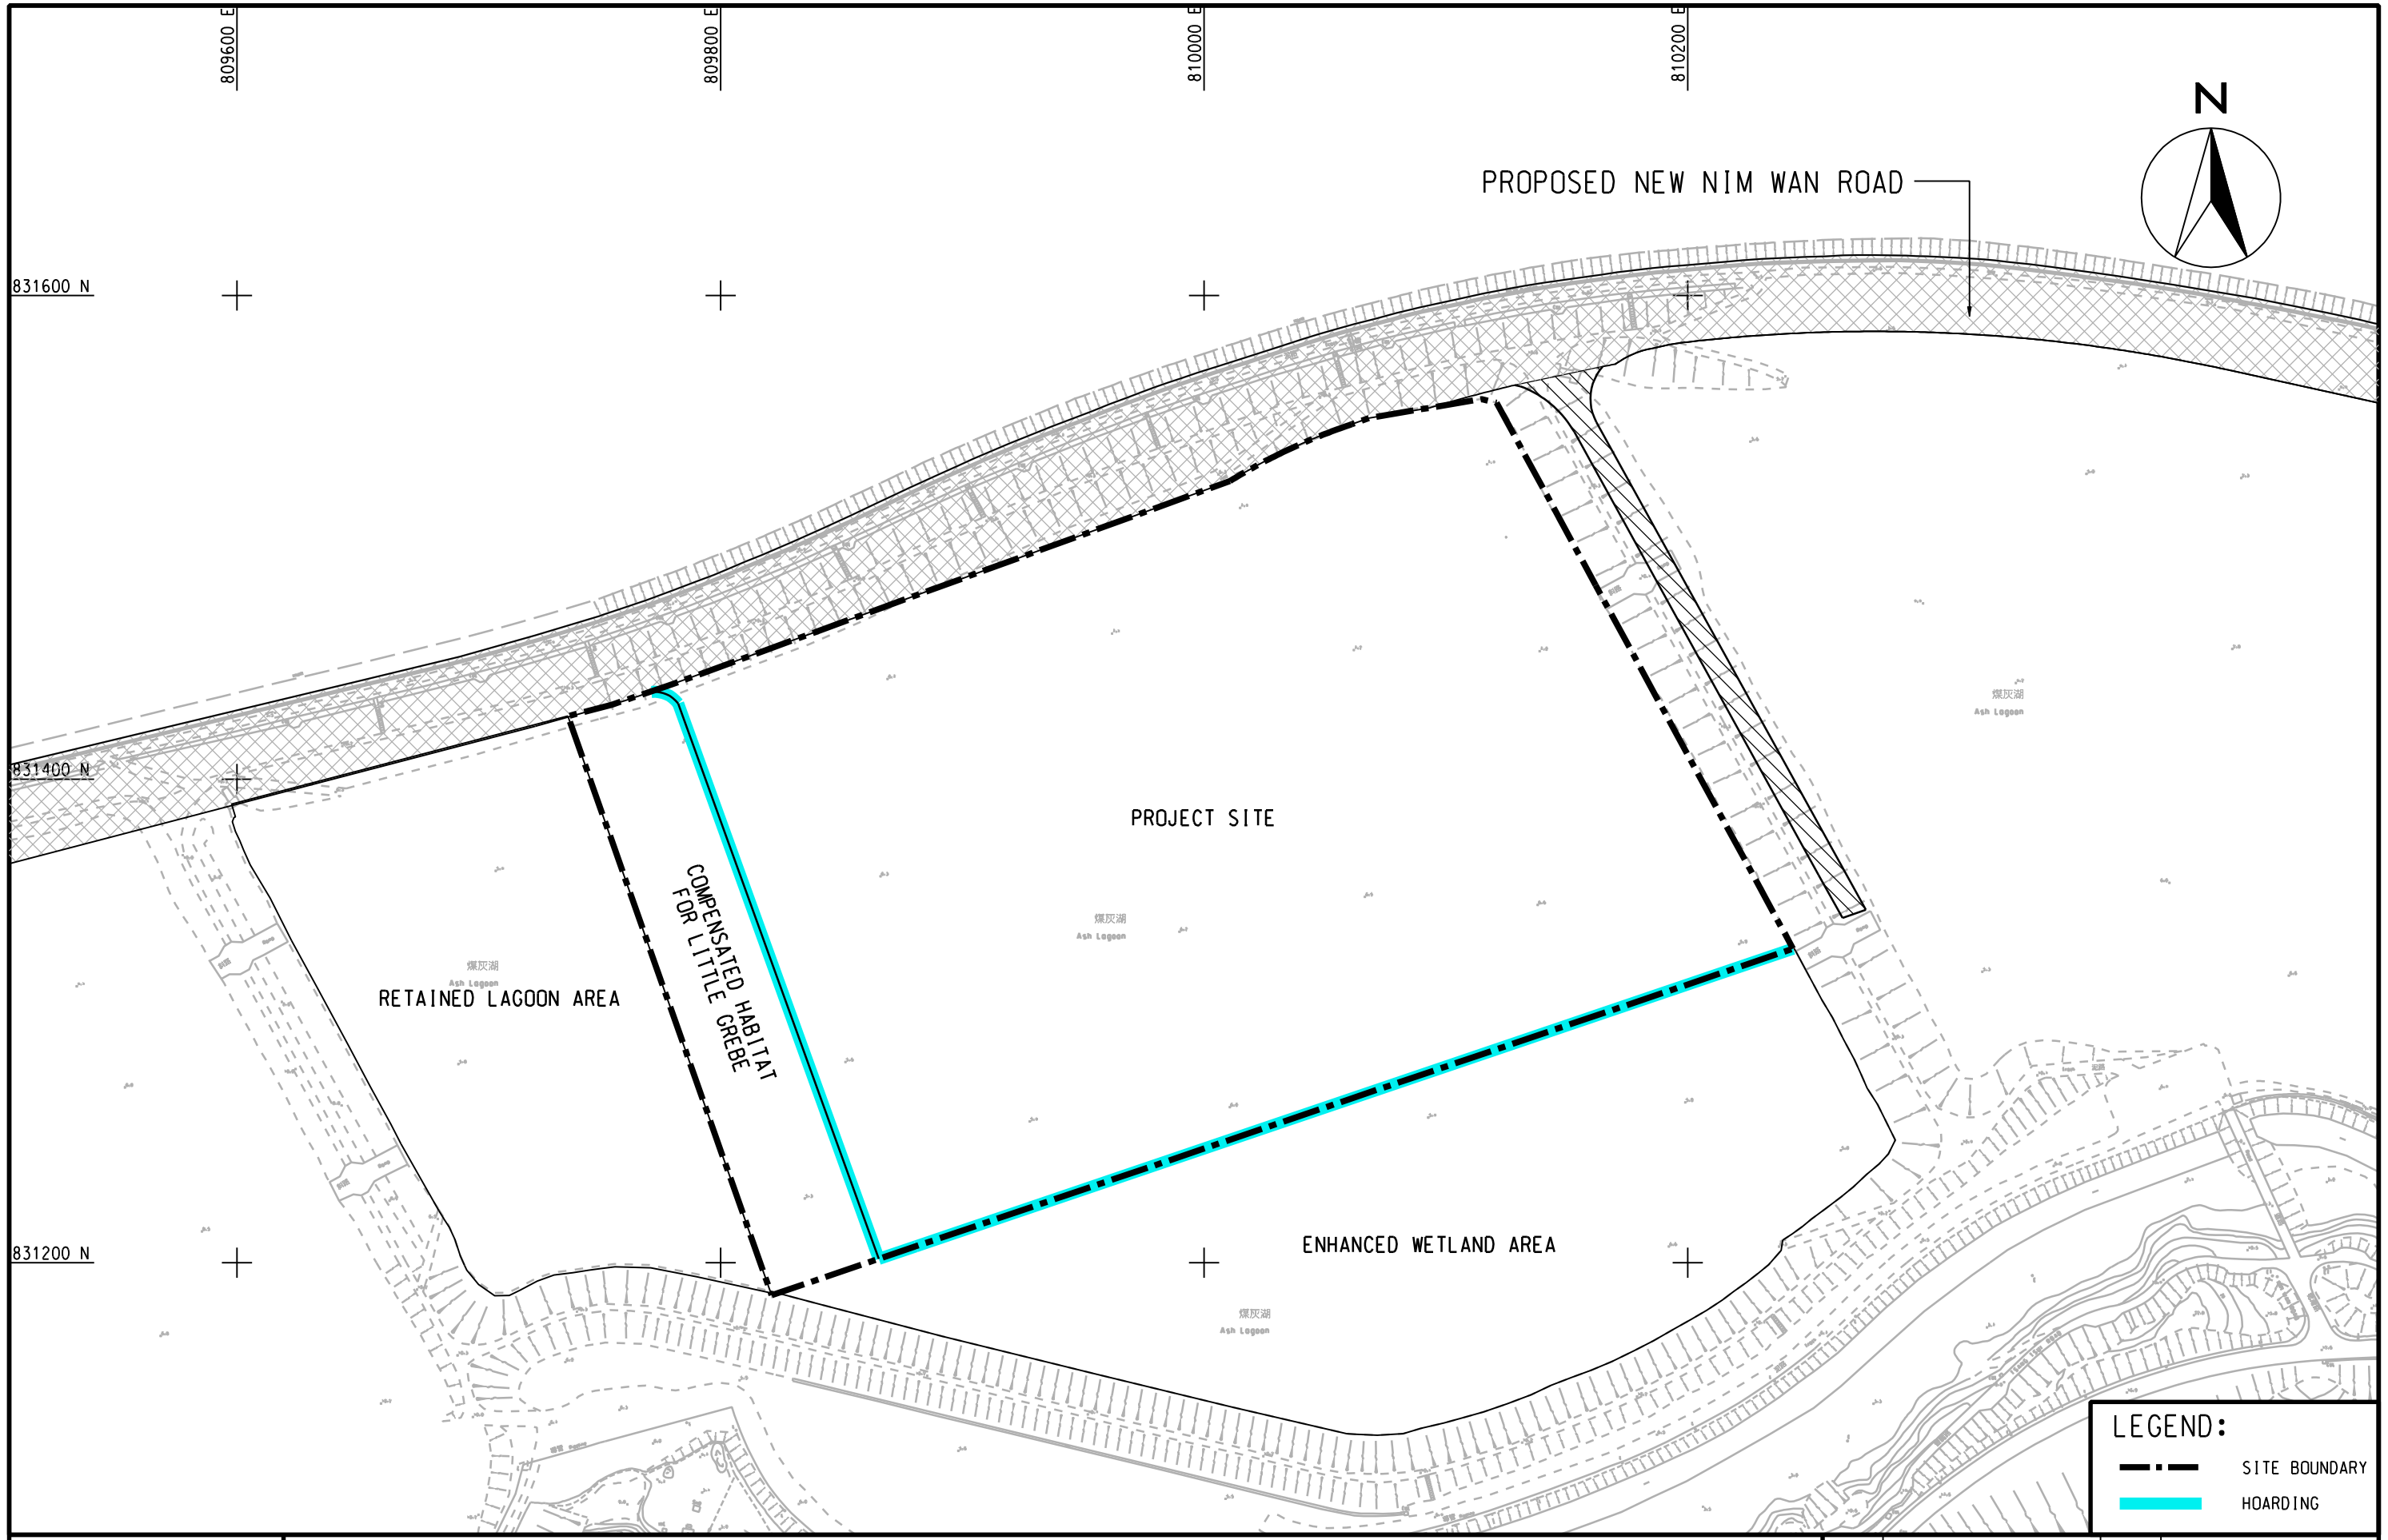 809600 E
809800 E
810000 E
810200 E
N
PROPOSED NEW NIM WAN ROAD
831600 N
831400 N
煤灰湖
Ash Lagoon
PROJECT SITE
COMPENSATED HABITAT
FOR LITTLE GREBE
煤灰湖
Ash Lagoon
煤灰湖
Ash Lagoon
RETAINED LAGOON AREA
831200 N
ENHANCED WETLAND AREA
煤灰湖
Ash Lagoon
LEGEND:
SITE BOUNDARY
HOARDING